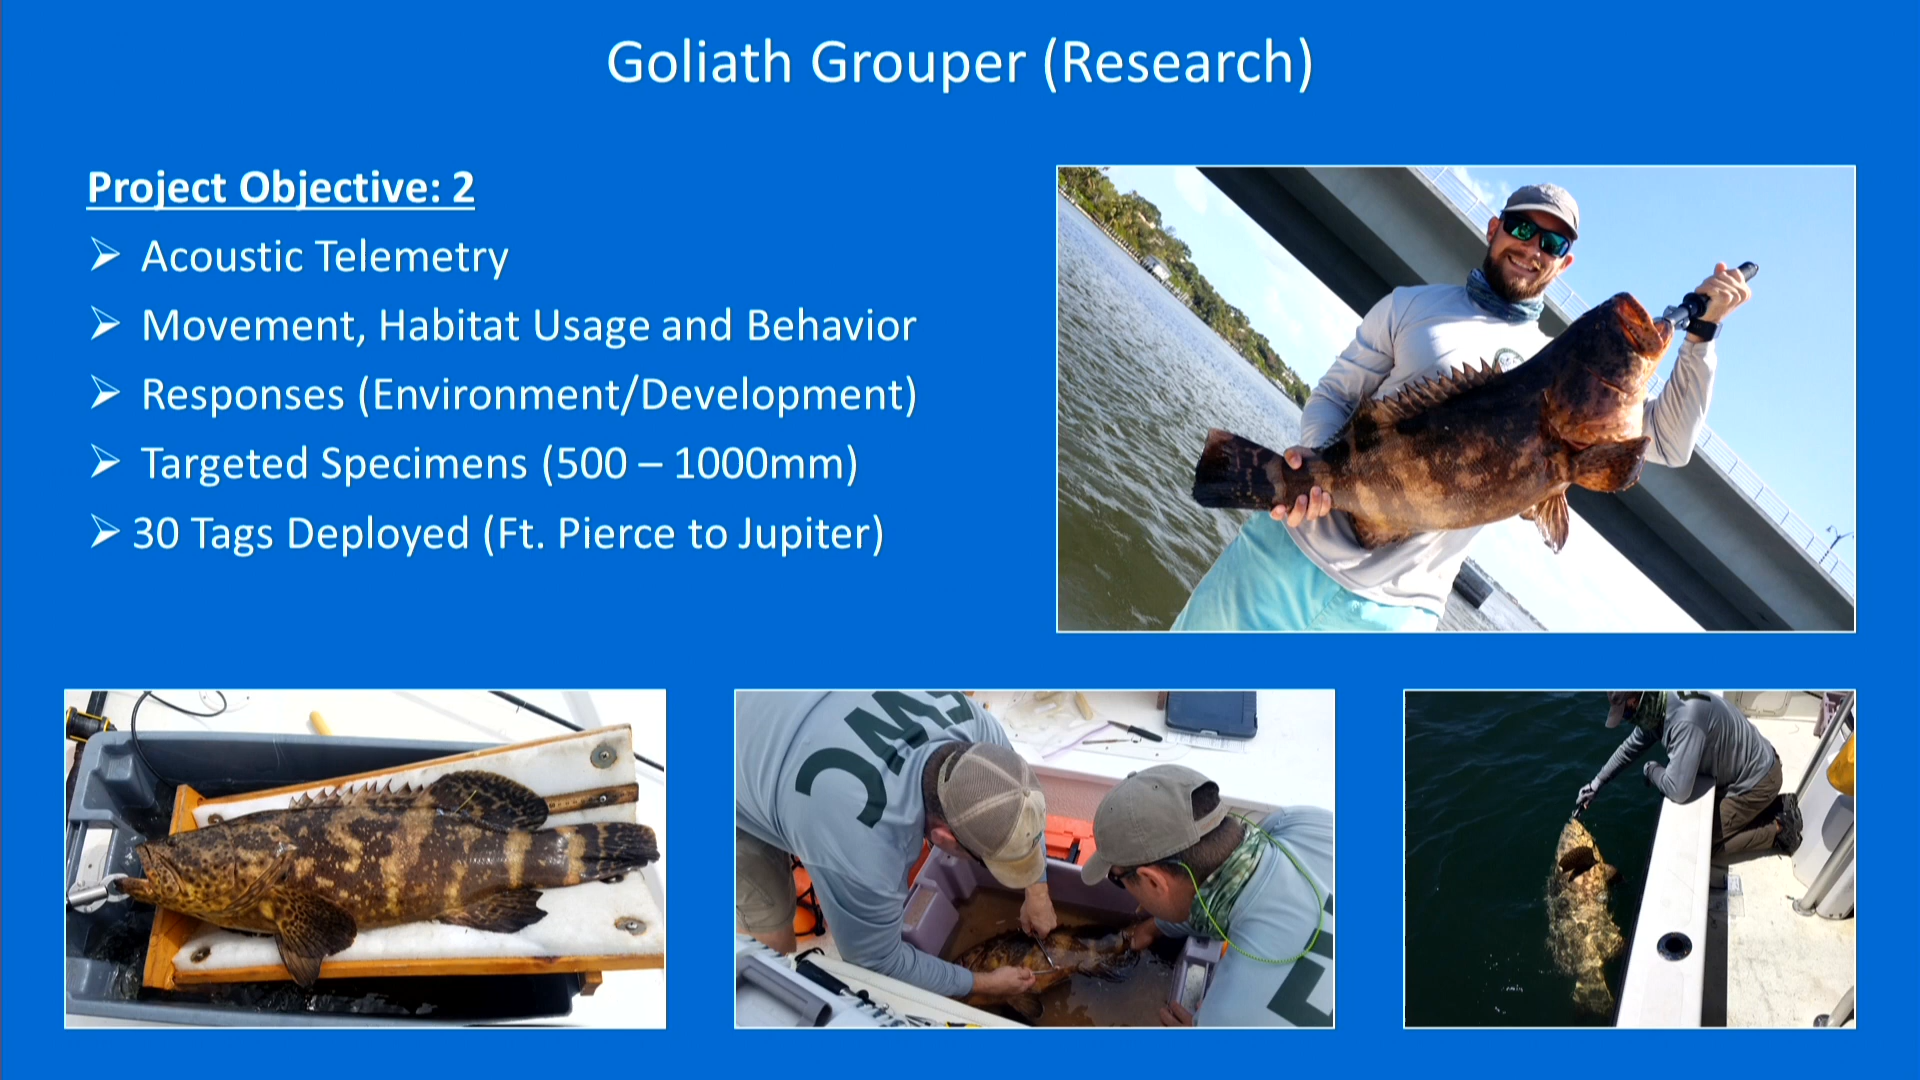 Goliath Grouper (Research)
Project Objective: 2
➢ Acoustic Telemetry
➢ Movement, Habitat Usage and Behavior
➢ Responses (Environment/Development)
➢ Targeted Specimens (500 – 1000mm)
➢ 30 Tags Deployed (Ft. Pierce to Jupiter)